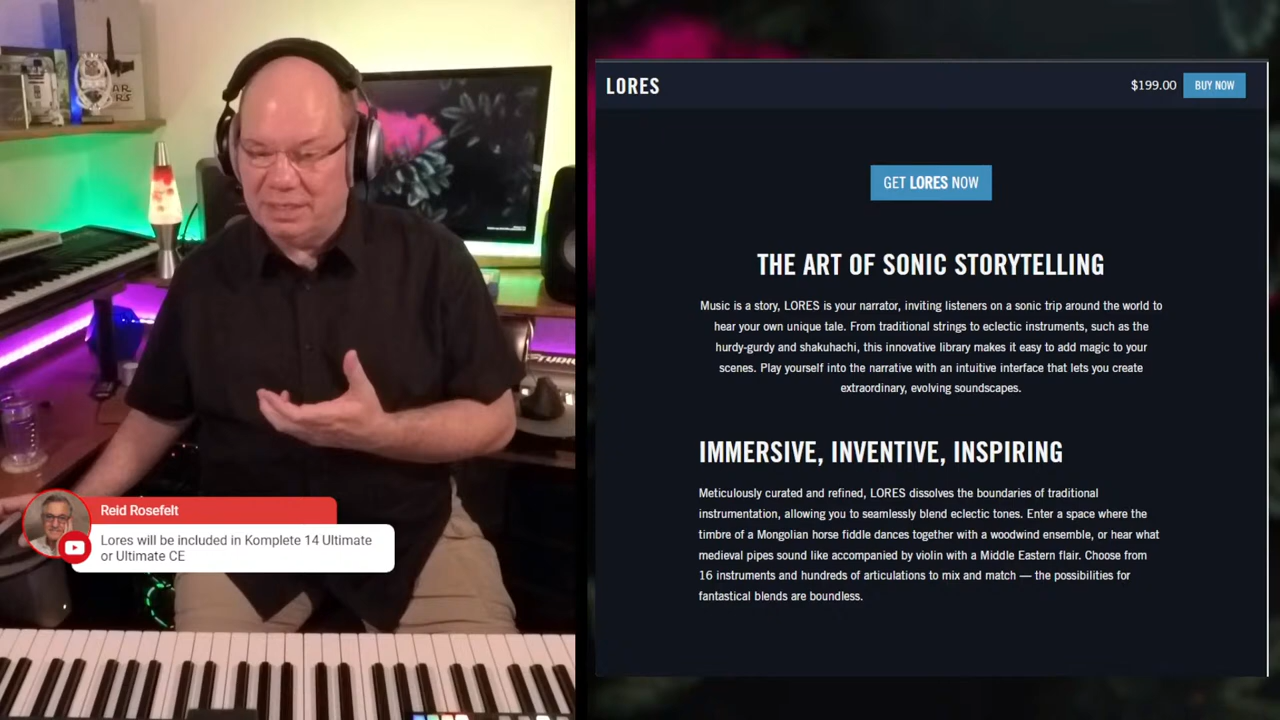 AR
RS
STUDIO
Reid Rosefelt
Lores will be included in Komplete 14 Ultimate
or Ultimate CE
LORES
$199.00
BUY NOW
GET LORES NOW
THE ART OF SONIC STORYTELLING
Music is a story, LORES is your narrator, inviting listeners on a sonic trip around the world to
hear your own unique tale. From traditional strings to eclectic instruments, such as the
hurdy-gurdy and shakuhachi, this innovative library makes it easy to add magic to your
scenes. Play yourself into the narrative with an intuitive interface that lets you create
extraordinary, evolving soundscapes.
IMMERSIVE, INVENTIVE, INSPIRING
Meticulously curated and refined, LORES dissolves the boundaries of traditional
instrumentation, allowing you to seamlessly blend eclectic tones. Enter a space where the
timbre of a Mongolian horse fiddle dances together with a woodwind ensemble, or hear what
medieval pipes sound like accompanied by violin with a Middle Eastern flair. Choose from
16 instruments and hundreds of articulations to mix and match — the possibilities for
fantastical blends are boundless.